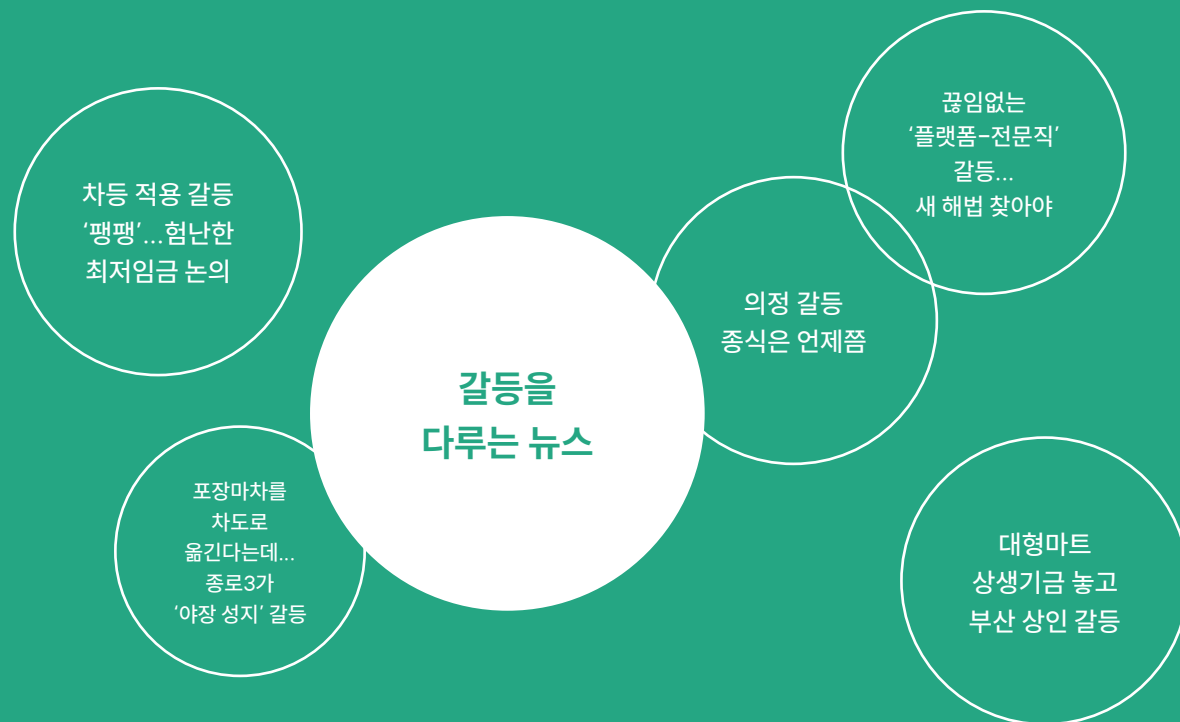 끊임없는
'플랫폼-전문직'
갈등...
새 해법 찾아야
차등 적용 갈등
'팽팽'...험난한
최저임금 논의
의정 갈등
종식은 언제쯤
갈등을
다루는 뉴스
포장마차를
차도로
옮긴다는데...
종로3가
'야장 성지' 갈등
대형마트
상생기금 놓고
부산 상인 갈등